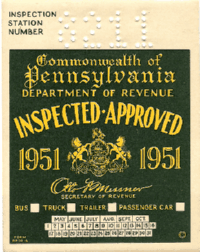 INSPECTION
STATION
NUMBER
Commonwealth of
Pennsylvania
DEPARTMENT OF REVENUE
INSPECTED-APPROVED
1951 1951
SECRETARY OF REVENUE
BUS TRUCK TRAILER PASSENGER CAR
MAY JUNE JULY AUG. SEPT. OCT.
©